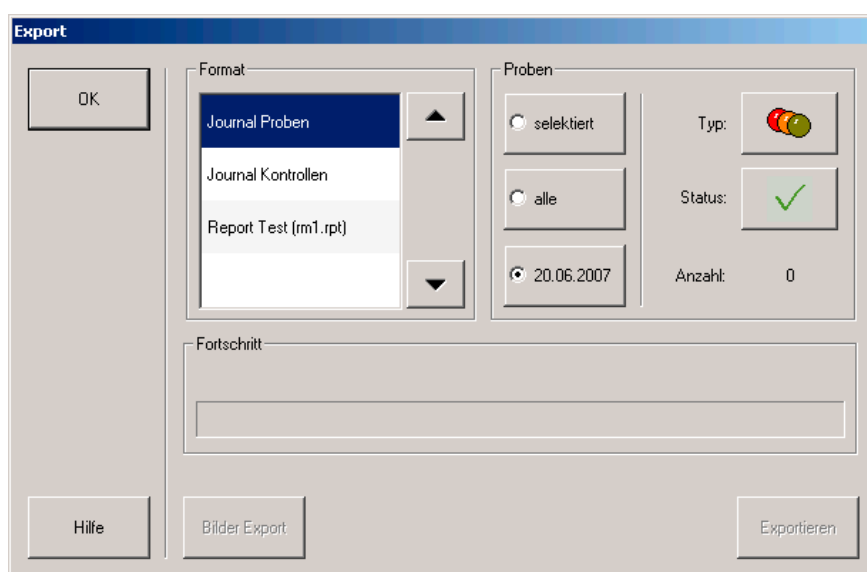 Export
OK
Format
Journal Proben
Journal Kontrollen
Report Test (rm1.rpt)
Proben
selektiert
alle
20.06.2007
Typ:
Status:
Anzahl: 0
Fortschritt
Hilfe
Bilder Export
Exportieren